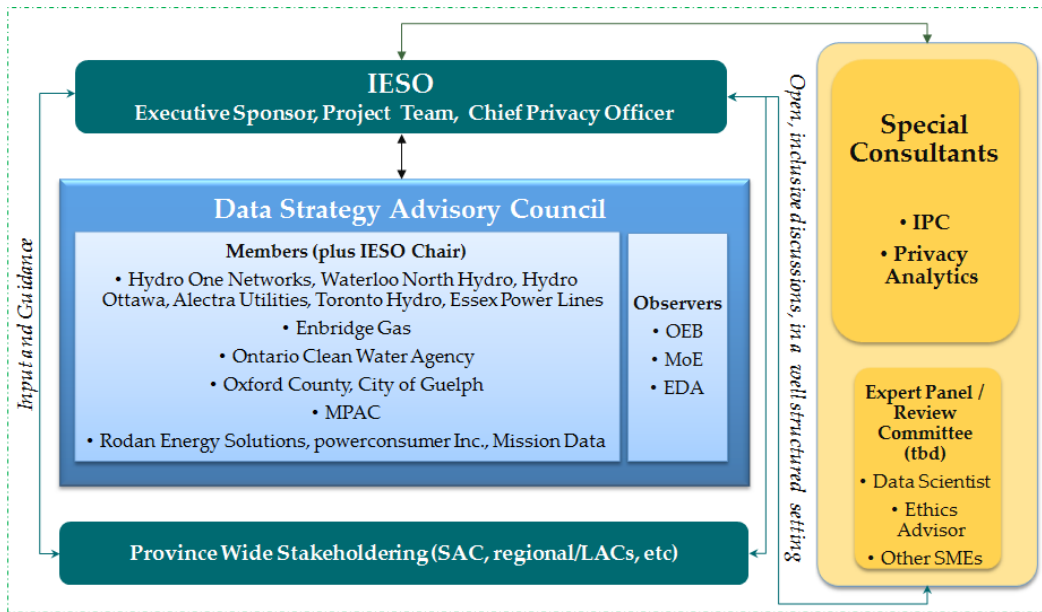 IESO
Executive Sponsor, Project Team, Chief Privacy Officer
Input and Guidance
Data Strategy Advisory Council
Members (plus IESO Chair)
• Hydro One Networks, Waterloo North Hydro, Hydro
Ottawa, Alectra Utilities, Toronto Hydro, Essex Power Lines
• Enbridge Gas
• Ontario Clean Water Agency
• Oxford County, City of Guelph
• MPAC
• Rodan Energy Solutions, powerconsumer Inc., Mission Data
Observers
• OEB
• MoE
• EDA
Province Wide Stakeholdering (SAC, regional/LACs, etc)
Open, inclusive discussions, in a well structured setting
Special
Consultants
• IPC
• Privacy
Analytics
Expert Panel /
Review
Committee
(tbd)
• Data Scientist
• Ethics
Advisor
• Other SMEs